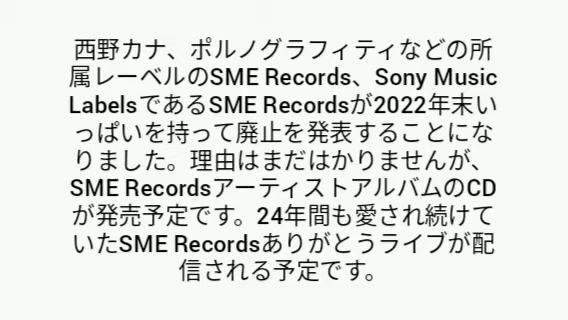 西野カナ、ポルノグラフィティなどの所
属レーベルのSME Records、Sony Music
LabelsであるSME Recordsが2022年末い
っぱいを持って廃止を発表することにな
りました。理由はまだはかりませんが、
SME RecordsアーティストアルバムのCD
が発売予定です。24年間も愛され続けて
いたSME Recordsありがとうライブが配
信される予定です。